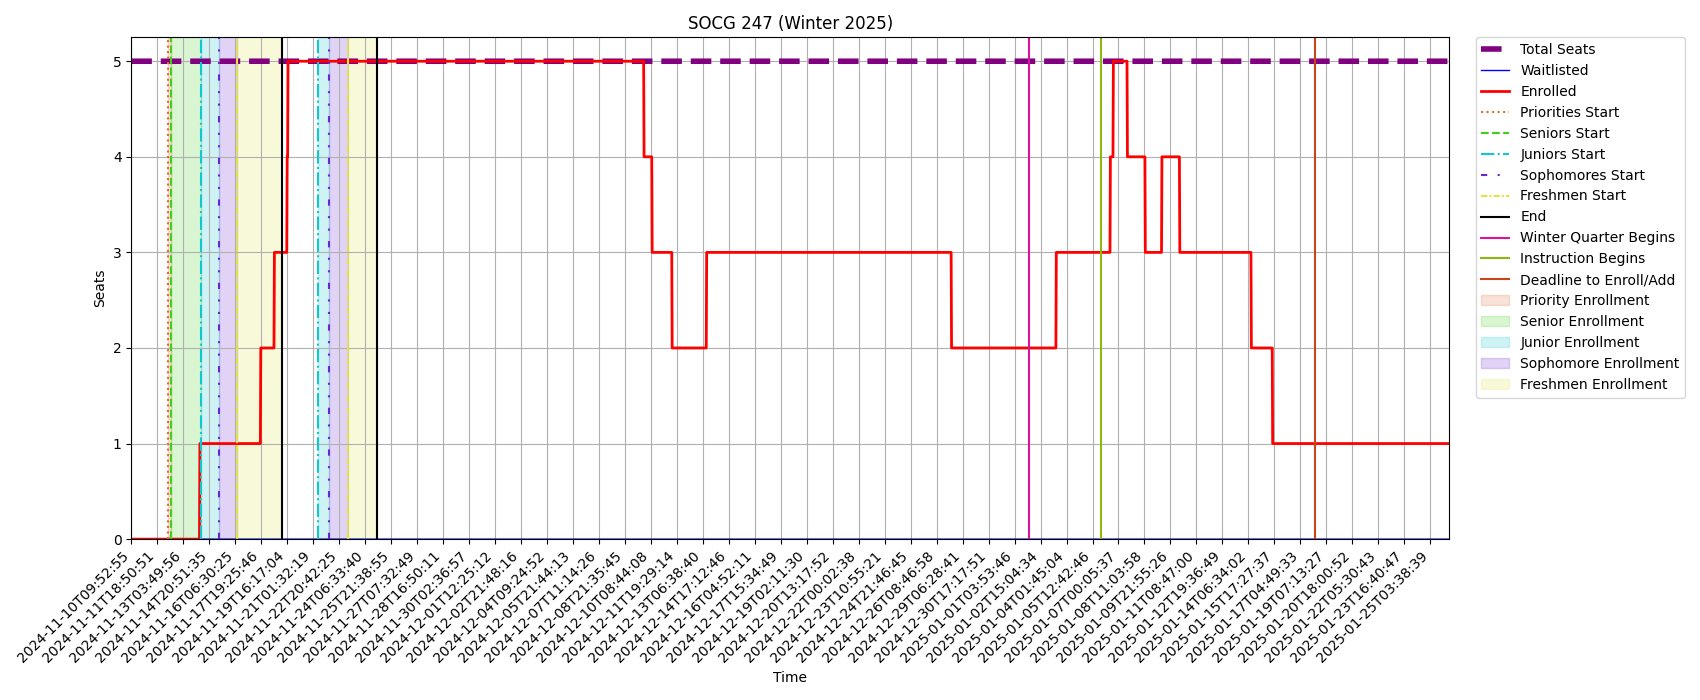 SOCG 247 (Winter 2025)
Seats
5
4
3
2
1
0
2024-11-10T09:52:55
2024-11-11T18:50:51
2024-11-13T03:49:56
2024-11-14T20:51:35
2024-11-16T06:30:25
2024-11-17T19:25:46
2024-11-19T16:17:04
2024-11-21T01:32:19
2024-11-22T20:42:25
2024-11-24T06:33:40
2024-11-25T21:38:55
2024-11-27T07:32:49
2024-11-28T16:50:11
2024-11-30T02:36:57
2024-12-01T12:25:12
2024-12-02T21:48:16
2024-12-04T09:24:52
2024-12-05T21:44:13
2024-12-07T11:14:26
2024-12-08T21:35:45
2024-12-10T08:44:08
2024-12-11T19:29:14
2024-12-13T06:38:40
2024-12-14T17:12:46
2024-12-16T04:52:11
2024-12-17T15:34:49
2024-12-19T02:11:30
2024-12-20T13:17:52
2024-12-22T00:02:38
2024-12-23T10:55:21
2024-12-24T21:46:45
2024-12-26T08:46:58
2024-12-29T06:28:41
2024-12-30T17:17:51
2025-01-01T03:53:46
2025-01-02T15:04:34
2025-01-04T01:45:04
2025-01-05T12:42:46
2025-01-07T00:05:37
2025-01-08T11:03:58
2025-01-09T21:55:26
2025-01-11T08:47:00
2025-01-12T19:36:49
2025-01-14T06:34:02
2025-01-15T17:27:37
2025-01-17T04:49:33
2025-01-19T07:13:27
2025-01-20T18:00:52
2025-01-22T05:30:43
2025-01-23T16:40:47
2025-01-25T03:38:39
Time
Total Seats
Waitlisted
Enrolled
Priorities Start
Seniors Start
Juniors Start
Sophomores Start
Freshmen Start
End
Winter Quarter Begins
Instruction Begins
Deadline to Enroll/Add
Priority Enrollment
Senior Enrollment
Junior Enrollment
Sophomore Enrollment
Freshmen Enrollment